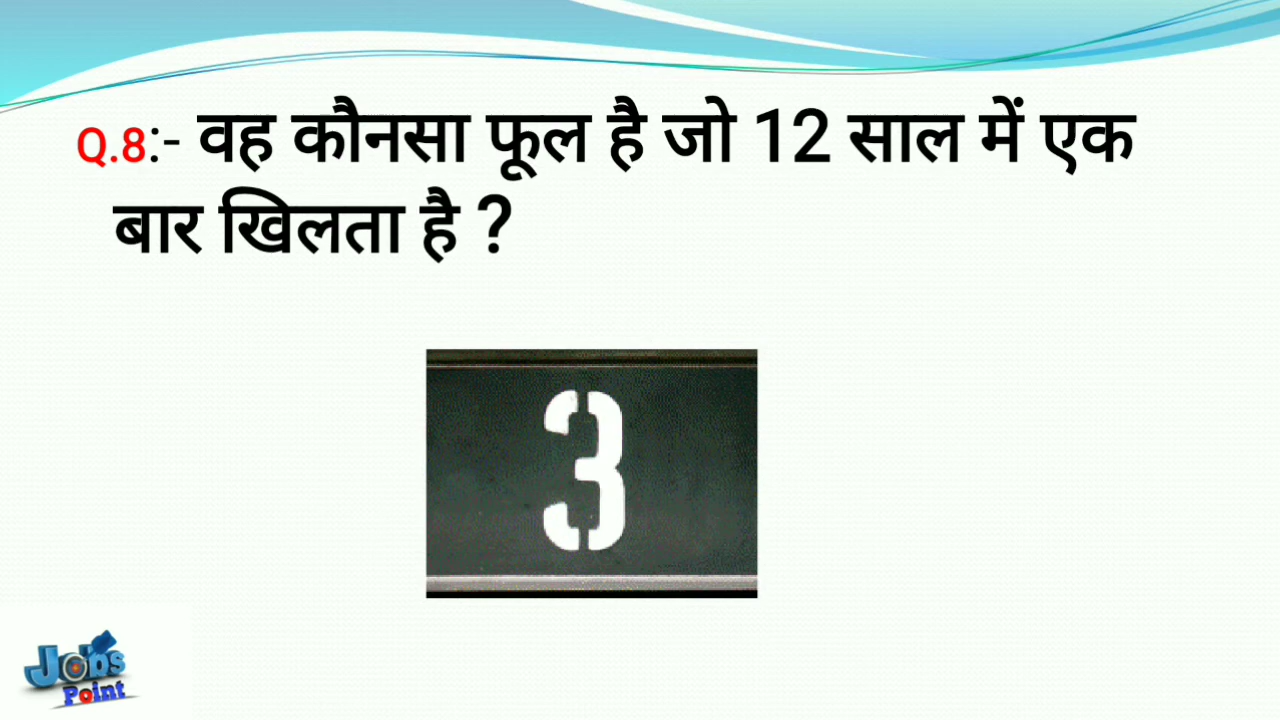 Q.8:- वह कौनसा फूल है जो 12 साल में एक
बार खिलता है ?
3
Jobs
Point